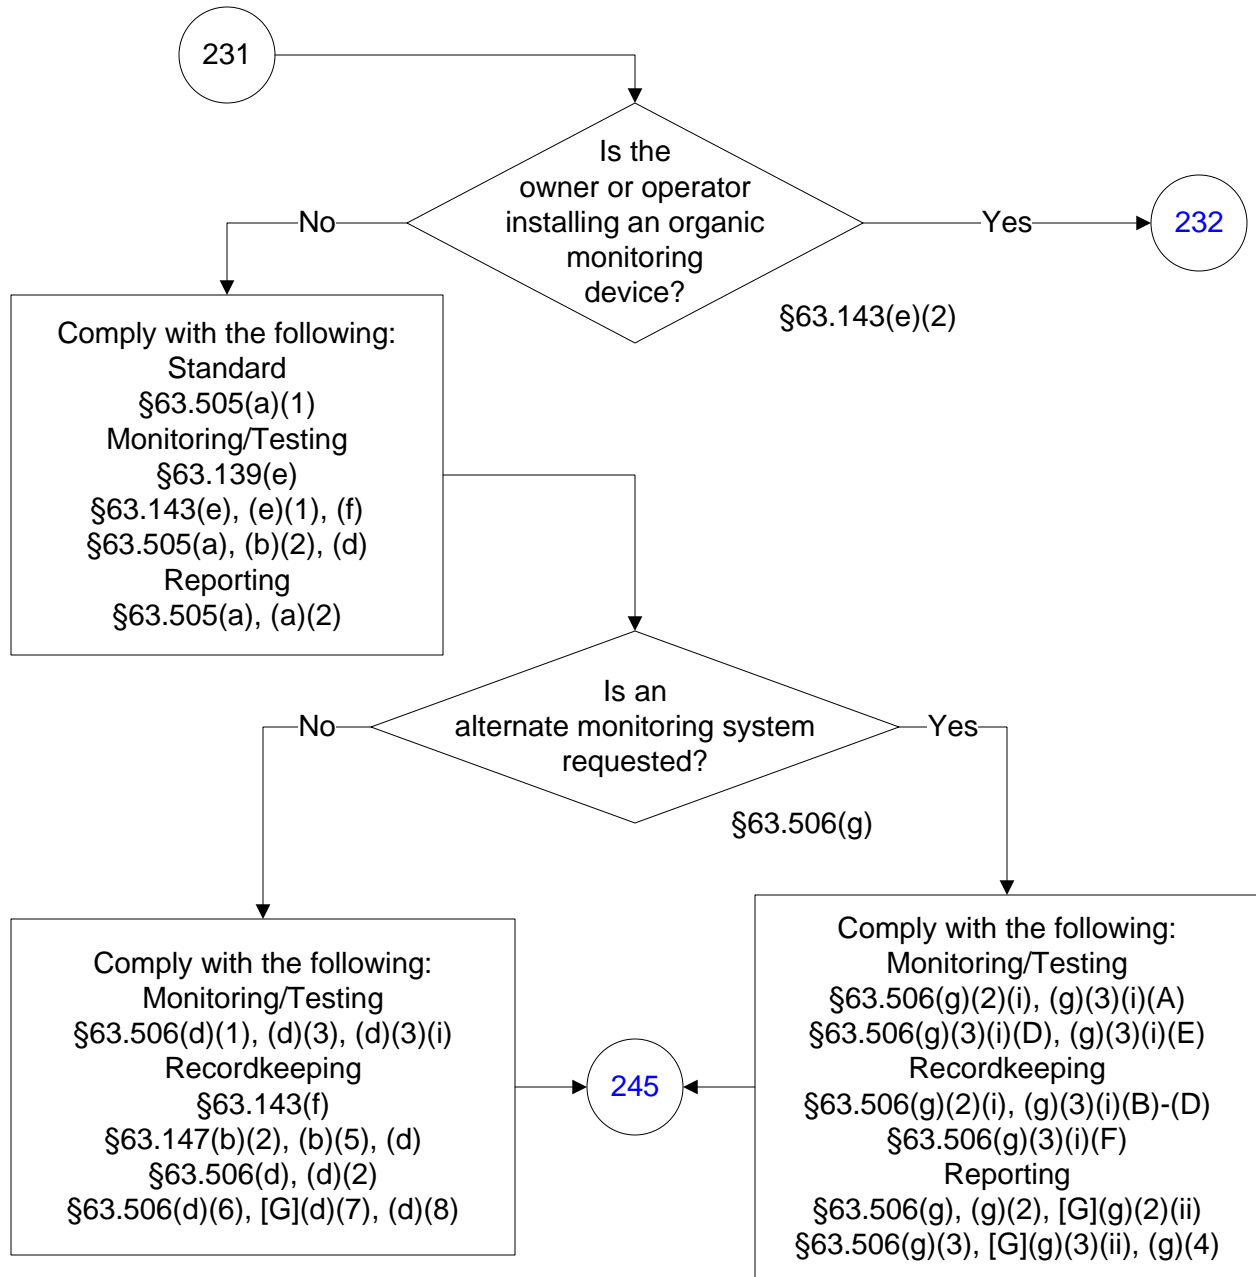 231
Is the
owner or operator
installing an organic
monitoring
device?
No
Yes
232
§63.143(e)(2)
Comply with the following:
Standard
§63.505(a)(1)
Monitoring/Testing
§63.139(e)
§63.143(e), (e)(1), (f)
§63.505(a), (b)(2), (d)
Reporting
§63.505(a), (a)(2)
Is an
alternate monitoring system
requested?
No
Yes
§63.506(g)
Comply with the following:
Monitoring/Testing
§63.506(d)(1), (d)(3), (d)(3)(i)
Recordkeeping
§63.143(f)
§63.147(b)(2), (b)(5), (d)
§63.506(d), (d)(2)
§63.506(d)(6), [G](d)(7), (d)(8)
245
Comply with the following:
Monitoring/Testing
§63.506(g)(2)(i), (g)(3)(i)(A)
§63.506(g)(3)(i)(D), (g)(3)(i)(E)
Recordkeeping
§63.506(g)(2)(i), (g)(3)(i)(B)-(D)
§63.506(g)(3)(i)(F)
Reporting
§63.506(g), (g)(2), [G](g)(2)(ii)
§63.506(g)(3), [G](g)(3)(ii), (g)(4)